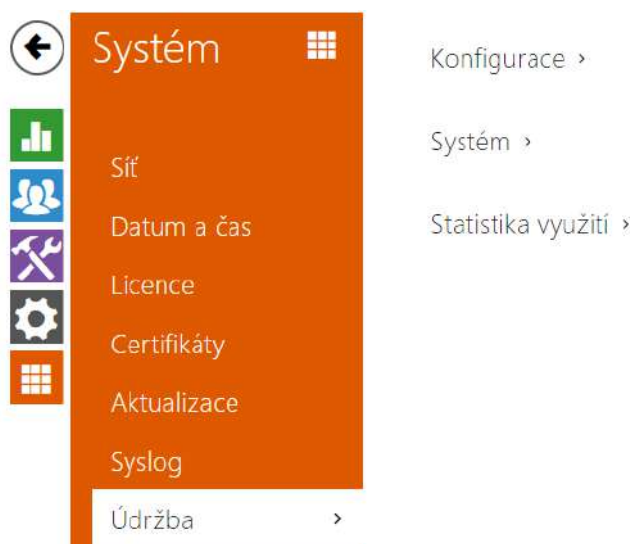 Systém
Síť
Datum a čas
Licence
Certifikáty
Aktualizace
Syslog
Údržba
Konfigurace
Systém
Statistika využití